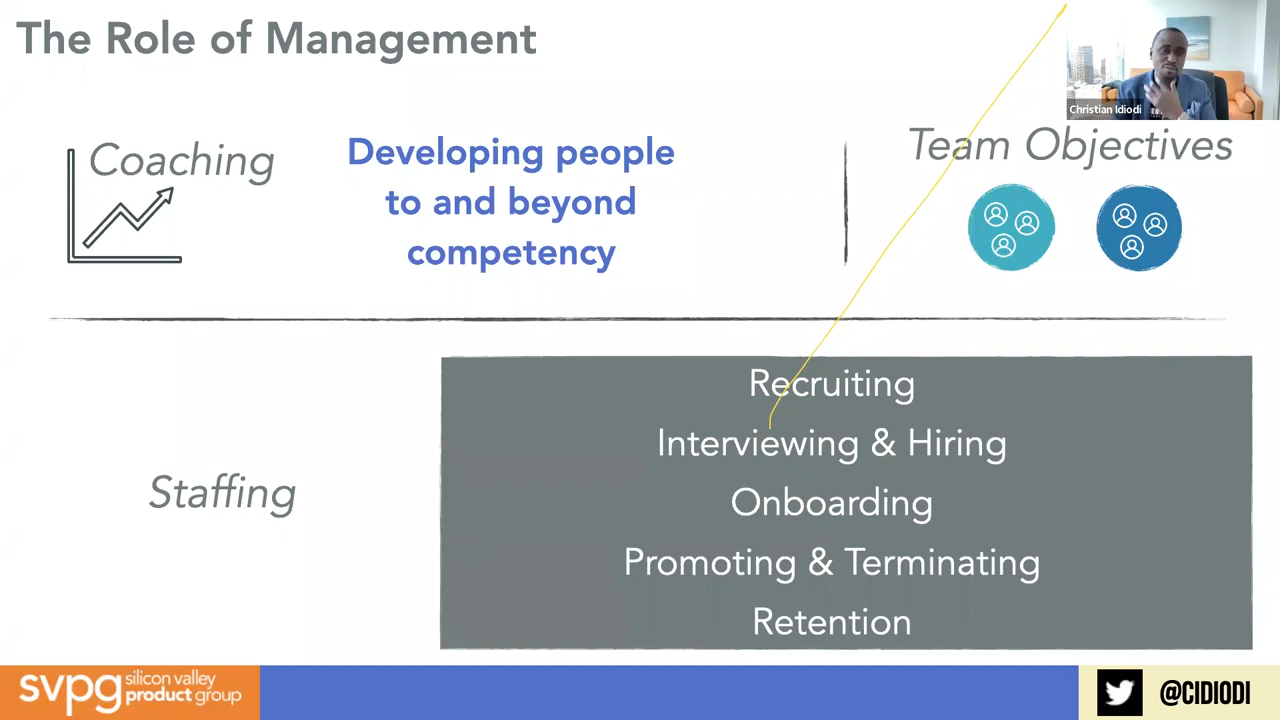 The Role of Management
Christian Idiodi
Coaching
Developing people
to and beyond
competency
Team Objectives
Staffing
Recruiting
Interviewing & Hiring
Onboarding
Promoting & Terminating
Retention
svpg silicon valley
product group
@CIDIODI